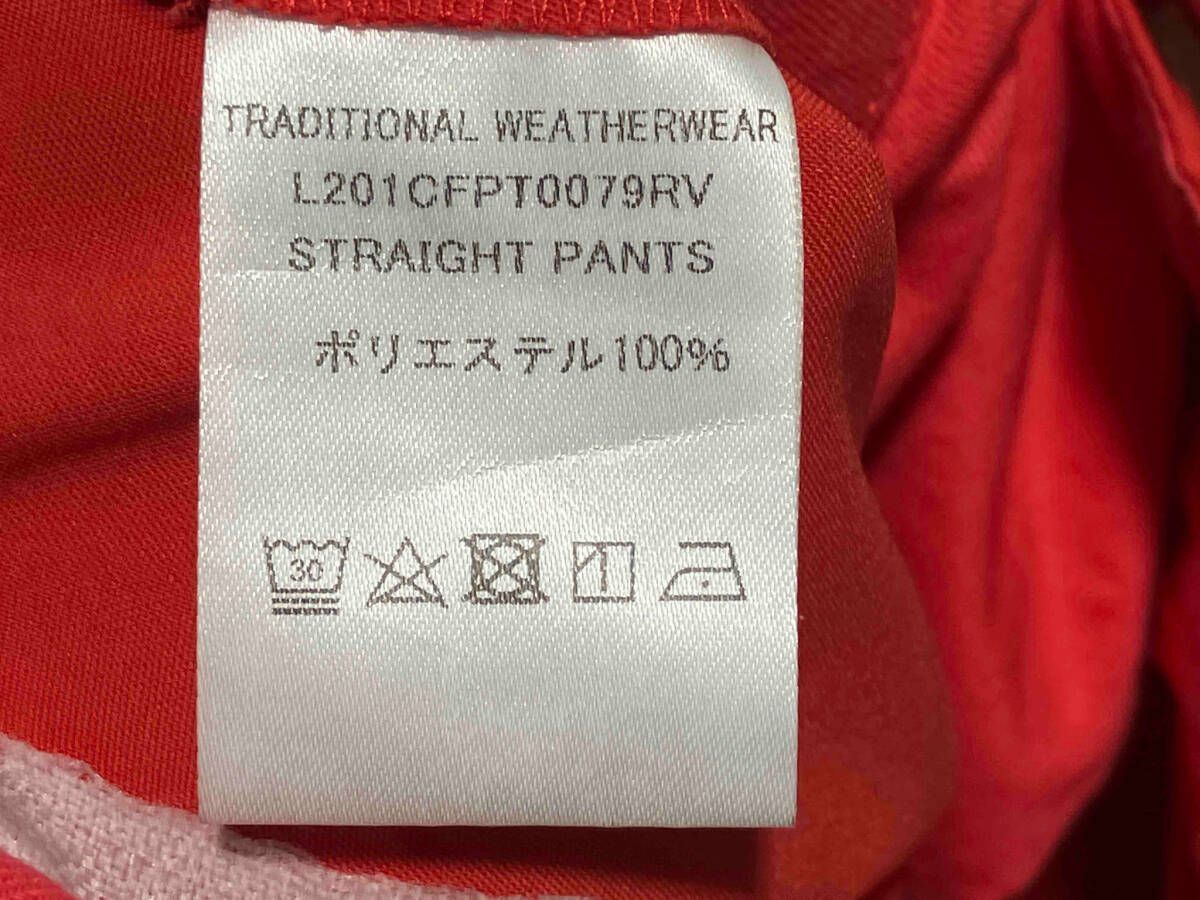 TRADITIONAL WEATHERWEAR
L201CFPT0079RV
STRAIGHT PANTS
ポリエステル100%
30